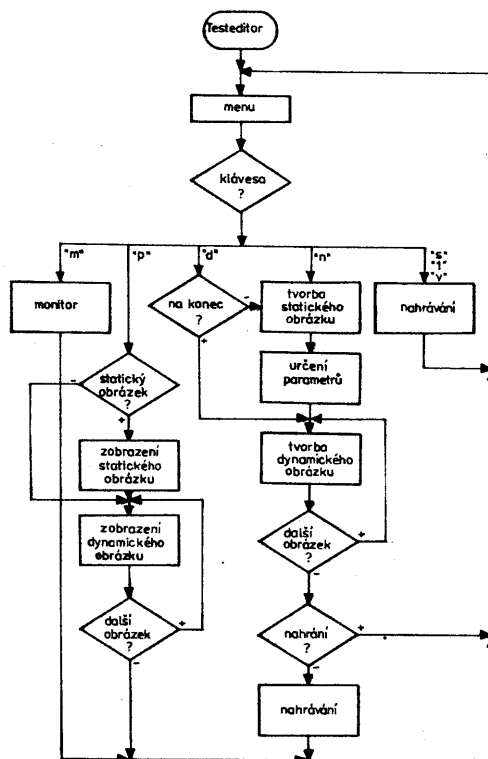 Testeditor
menu
klávesa
?
"m"
"p"
"d"
"n"
"s"
"1"
"v"
monitor
na konec
?
-
+
tvorba
statického
obrázku
nahrávání
určení
parametrů
statický
obrázek
?
-
+
zobrazení
statického
obrázku
tvorba
dynamického
obrázku
zobrazení
dynamického
obrázku
další
obrázek
?
+
-
další
obrázek
?
+
-
nahrání
?
+
-
nahrávání